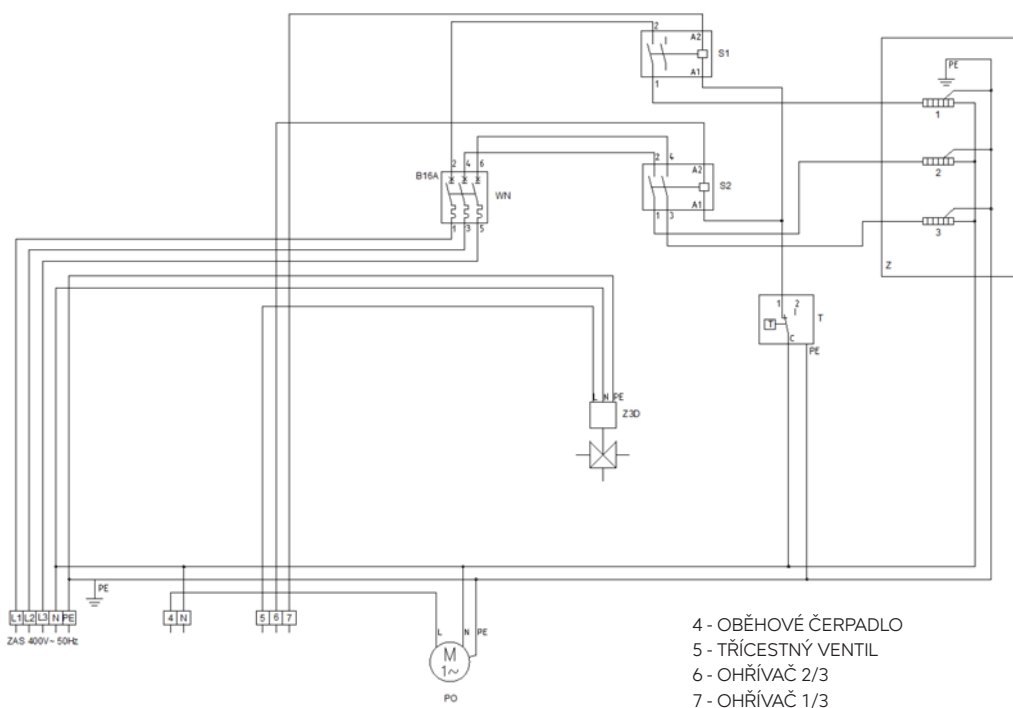 2 I A2
S1
A1
1
PE
1
2
3
Z
2 4 6
B16A
WN
1 3 5
2 4 A2
S2
A1
1 3
1 2
I
T
T
C
PE
L N PE
Z3D
PE
L1 L2 L3 N PE
ZAS 400V~ 50Hz
4 N
5 6 7
L N PE
M
1~
PO
4 - OBĚHOVÉ ČERPADLO
5 - TŘÍCESTNÝ VENTIL
6 - OHŘÍVAČ 2/3
7 - OHŘÍVAČ 1/3